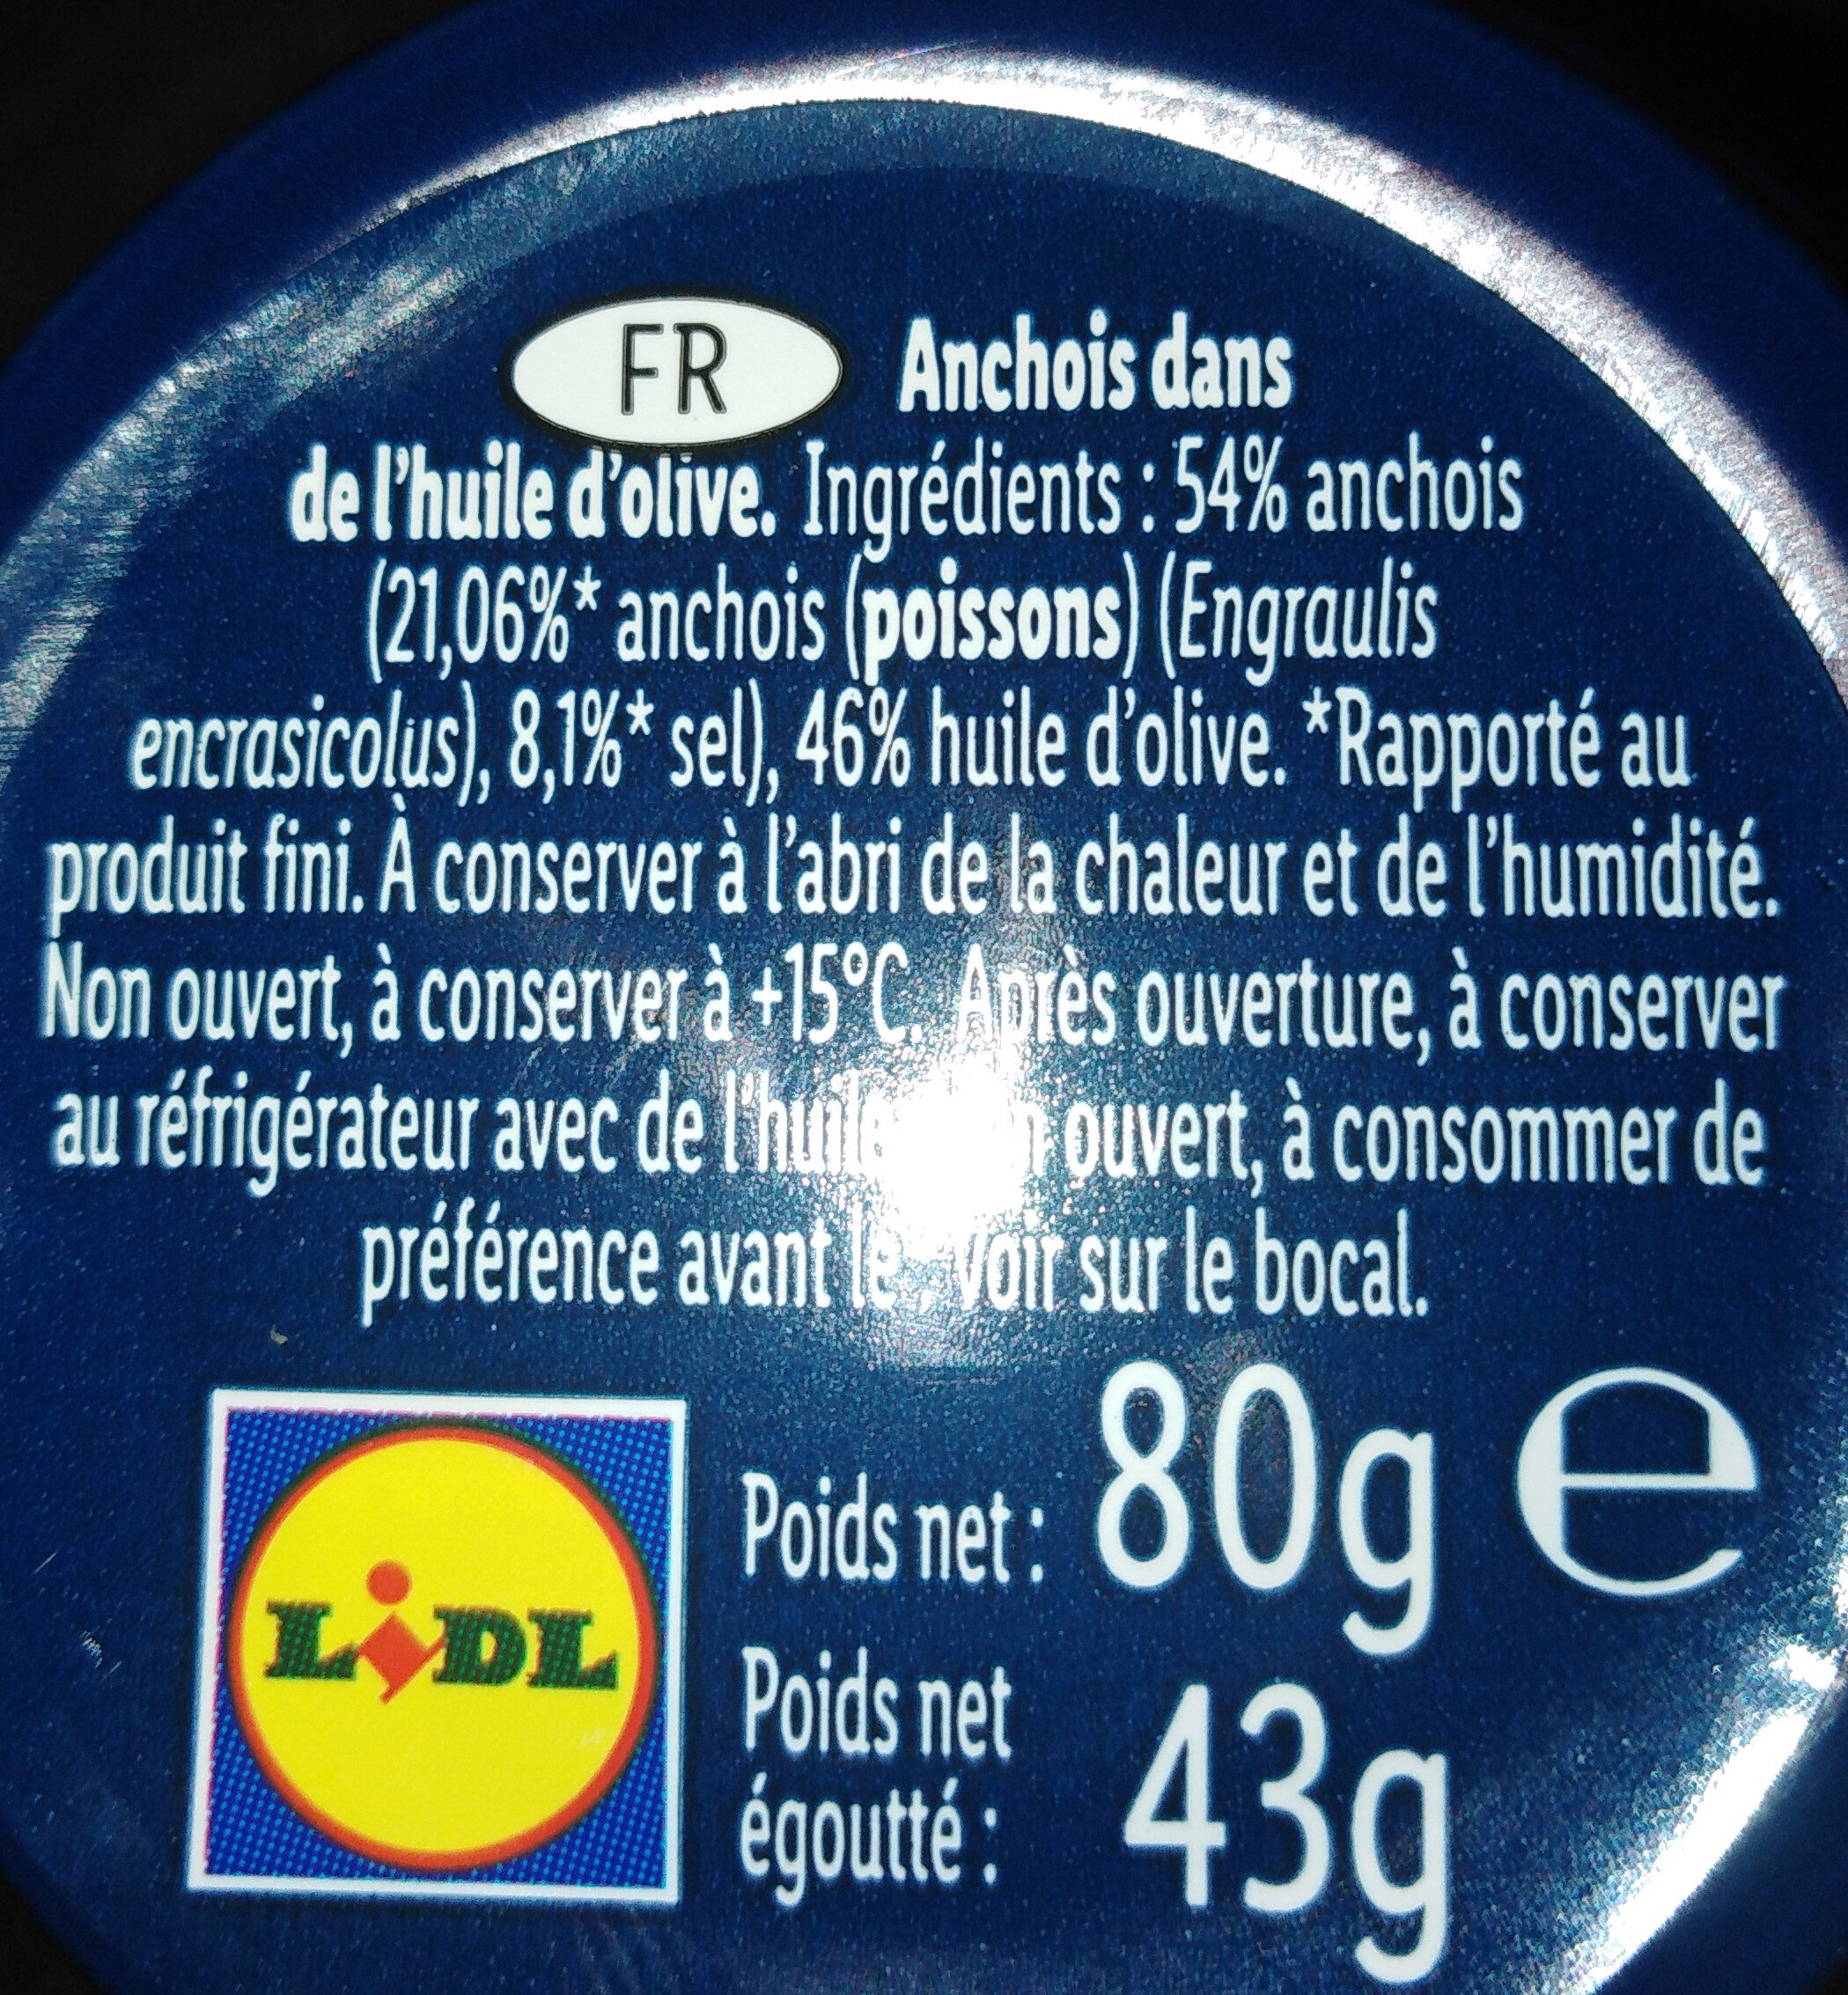 FR Anchois dans
de l'huile d'olive. Ingrédients : 54% anchois
(21,06%* anchois (poissons) (Engraulis
encrasicolus), 8,1%* sel), 46% huile d'olive. *Rapporté au
produit fini. À conserver à l'abri de la chaleur et de l'humidité.
Non ouvert, à conserver à +15°C. Après ouverture, à conserver
au réfrigérateur avec de l'huile ouvert, à consommer de
préférence avant le : voir sur le bocal.
LIDL
Poids net : 80g e
Poids net
égoutté : 43g